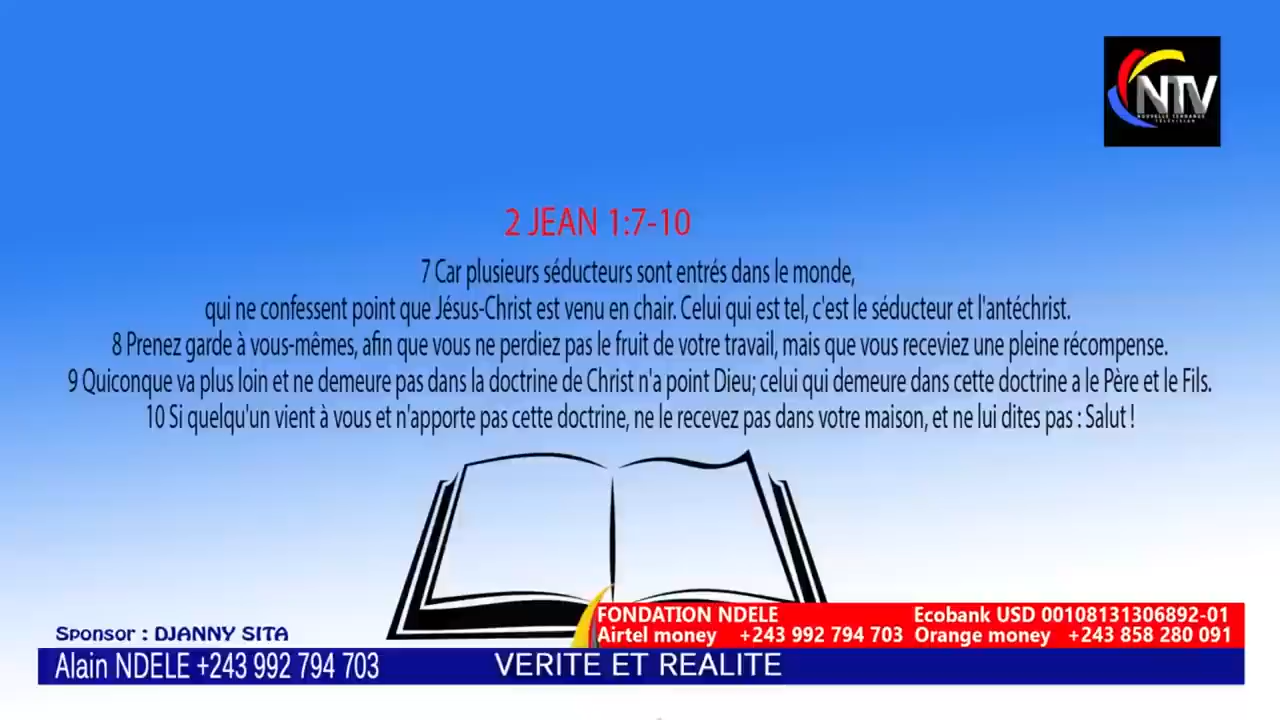 NTV
NOUVELLE TENDANCE
TELEVISION
2 JEAN 1:7-10
7 Car plusieurs séducteurs sont entrés dans le monde,
qui ne confessent point que Jésus-Christ est venu en chair. Celui qui est tel, c'est le séducteur et l'antéchrist.
8 Prenez garde à vous-mêmes, afin que vous ne perdiez pas le fruit de votre travail, mais que vous receviez une pleine récompense.
9 Quiconque va plus loin et ne demeure pas dans la doctrine de Christ n'a point Dieu; celui qui demeure dans cette doctrine a le Père et le Fils.
10 Si quelqu'un vient à vous et n'apporte pas cette doctrine, ne le recevez pas dans votre maison, et ne lui dites pas : Salut !
FONDATION NDELE Ecobank USD 00108131306892-01
Airtel money +243 992 794 703 Orange money +243 858 280 091
Sponsor : DJANNY SITA
Alain NDELE +243 992 794 703 VERITE ET REALITE